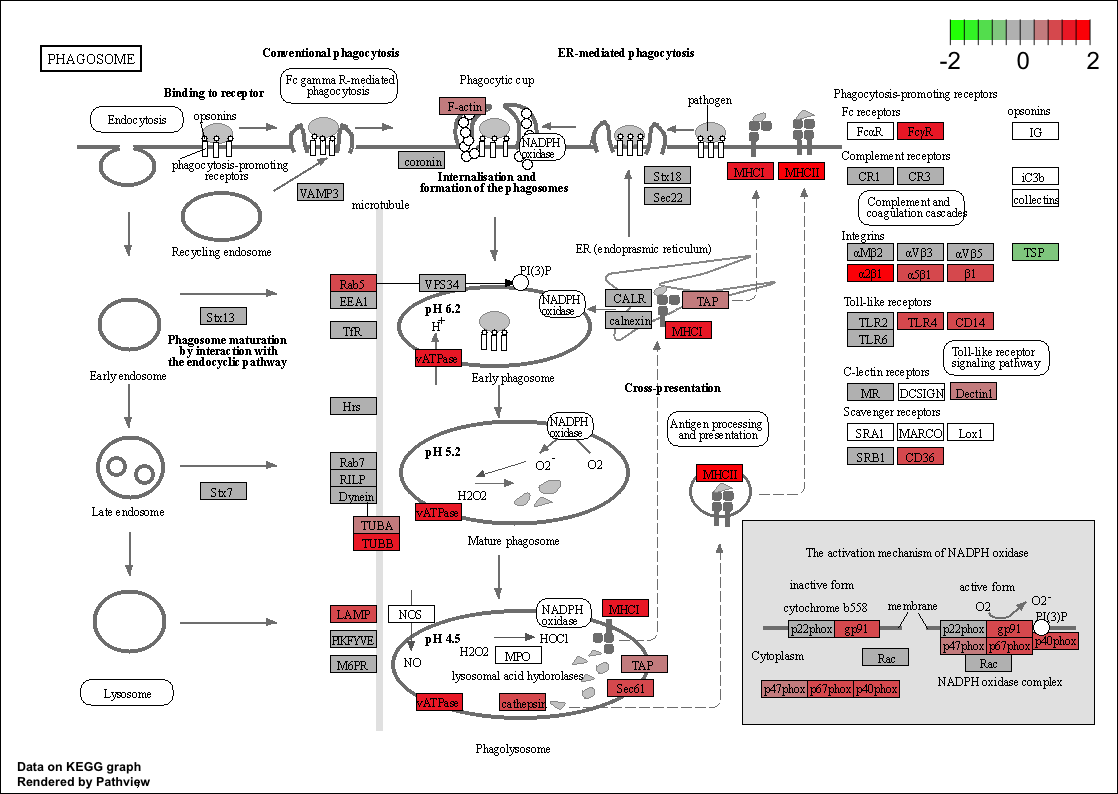 PHAGOSOME
Conventional phagocytosis
ER-mediated phagocytosis
-2 0 2
Binding to receptor
Fc gamma R-mediated
phagocytosis
Phagocytic cup
F-actin
pathogen
Endocytosis
opsonins
NADPH
oxidase
coronin
phagocytosis-promoting
receptors
VAMP3
Internalisation and
formation of the phagosomes
Stx18
Sec22
MHCI
MHCII
microtubule
Recycling endosome
ER (endoprasmic reticulum)
Phagocytosis-promoting receptors
Fc receptors
opsonins
FcαR
FcγR
IG
Complement receptors
CR1
CR3
iC3b
collectins
Complement and
coagulation cascades
Integrins
αMβ2
αVβ3
αVβ5
TSP
α2β1
α5β1
β1
Toll-like receptors
TLR2
TLR4
CD14
TLR6
Toll-like receptor
signaling pathway
C-lectin receptors
MR
DCSIGN
Dectin1
Scavenger receptors
SRA1
MARCO
Lox1
SRB1
CD36
Rab5
EEA1
VPS34
PI(3)P
pH 6.2
H+
NADPH
oxidase
CALR
calnexin
TAP
MHCI
Stx13
TfR
vATPase
Phagosome maturation
by interaction with
the endocyclic pathway
Early endosome
Early phagosome
Cross-presentation
Hrs
NADPH
oxidase
Antigen processing
and presentation
pH 5.2
O2-
O2
H2O2
Rab7
RILP
Dynein
Stx7
vATPase
MHCII
Late endosome
TUBA
TUBB
Mature phagosome
LAMP
PIKFYVE
M6PR
NOS
NO
NADPH
oxidase
MHCI
pH 4.5
HOCl
H2O2
MPO
lysosomal acid hydorolases
TAP
Sec61
vATPase
cathepsin
Lysosome
Phagolysosome
The activation mechanism of NADPH oxidase
inactive form
active form
cytochrome b558
membrane
O2
O2-
PI(3)P
p22phox
gp91
p22phox
gp91
p47phox
p67phox
p40phox
Cytoplasm
Rac
Rac
p47phox
p67phox
p40phox
NADPH oxidase complex
Data on KEGG graph
Rendered by Pathview